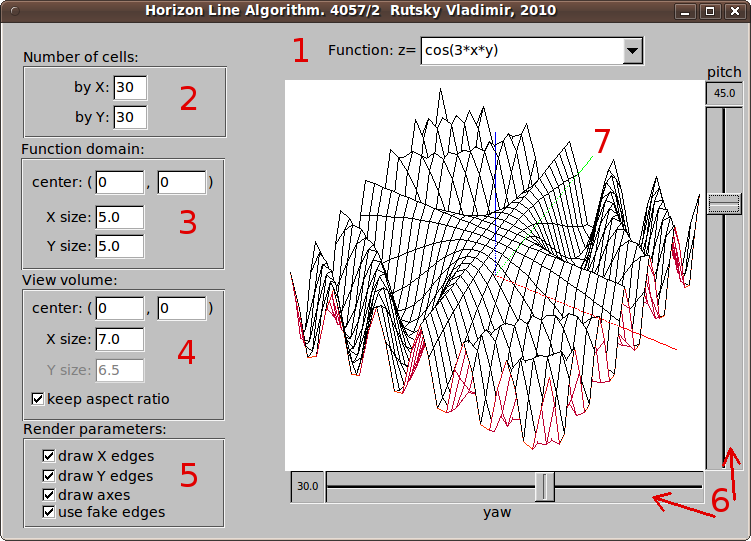 Horizon Line Algorithm. 4057/2 Rutsky Vladimir, 2010
1 Function: z= cos(3*x*y)
Number of cells:
by X: 30
by Y: 30
2
Function domain:
center: ( 0 , 0 )
X size: 5.0
Y size: 5.0
3
View volume:
center: ( 0 , 0 )
X size: 7.0
Y size: 6.5
keep aspect ratio
4
Render parameters:
draw X edges
draw Y edges
draw axes
use fake edges
5
7
pitch
45.0
30.0
yaw
6